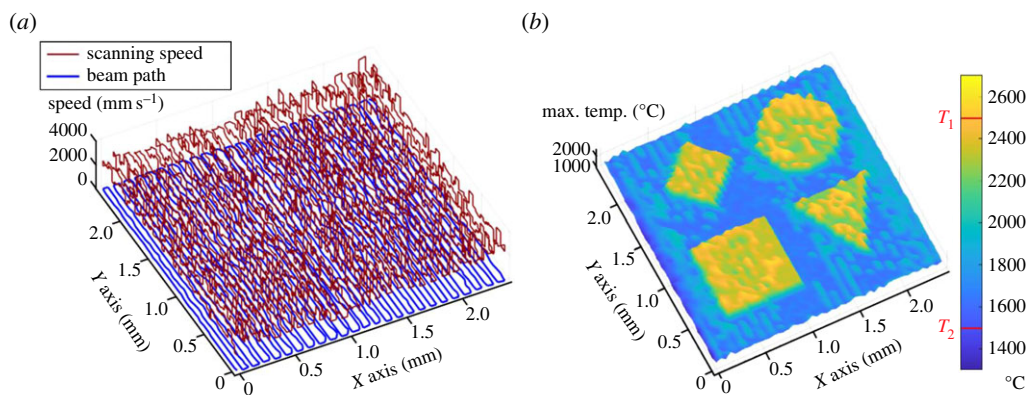 (a)
scanning speed
beam path
speed (mm s⁻¹)
4000
2000
0
2.0
1.5
1.0
0.5
0
Y axis (mm)
0
0.5
1.0
1.5
2.0
X axis (mm)
(b)
max. temp. (°C)
2000
1000
2.0
1.5
1.0
0.5
0
Y axis (mm)
0
0.5
1.0
1.5
2.0
X axis (mm)
2600
T₁
2400
2200
2000
1800
1600
T₂
1400
°C